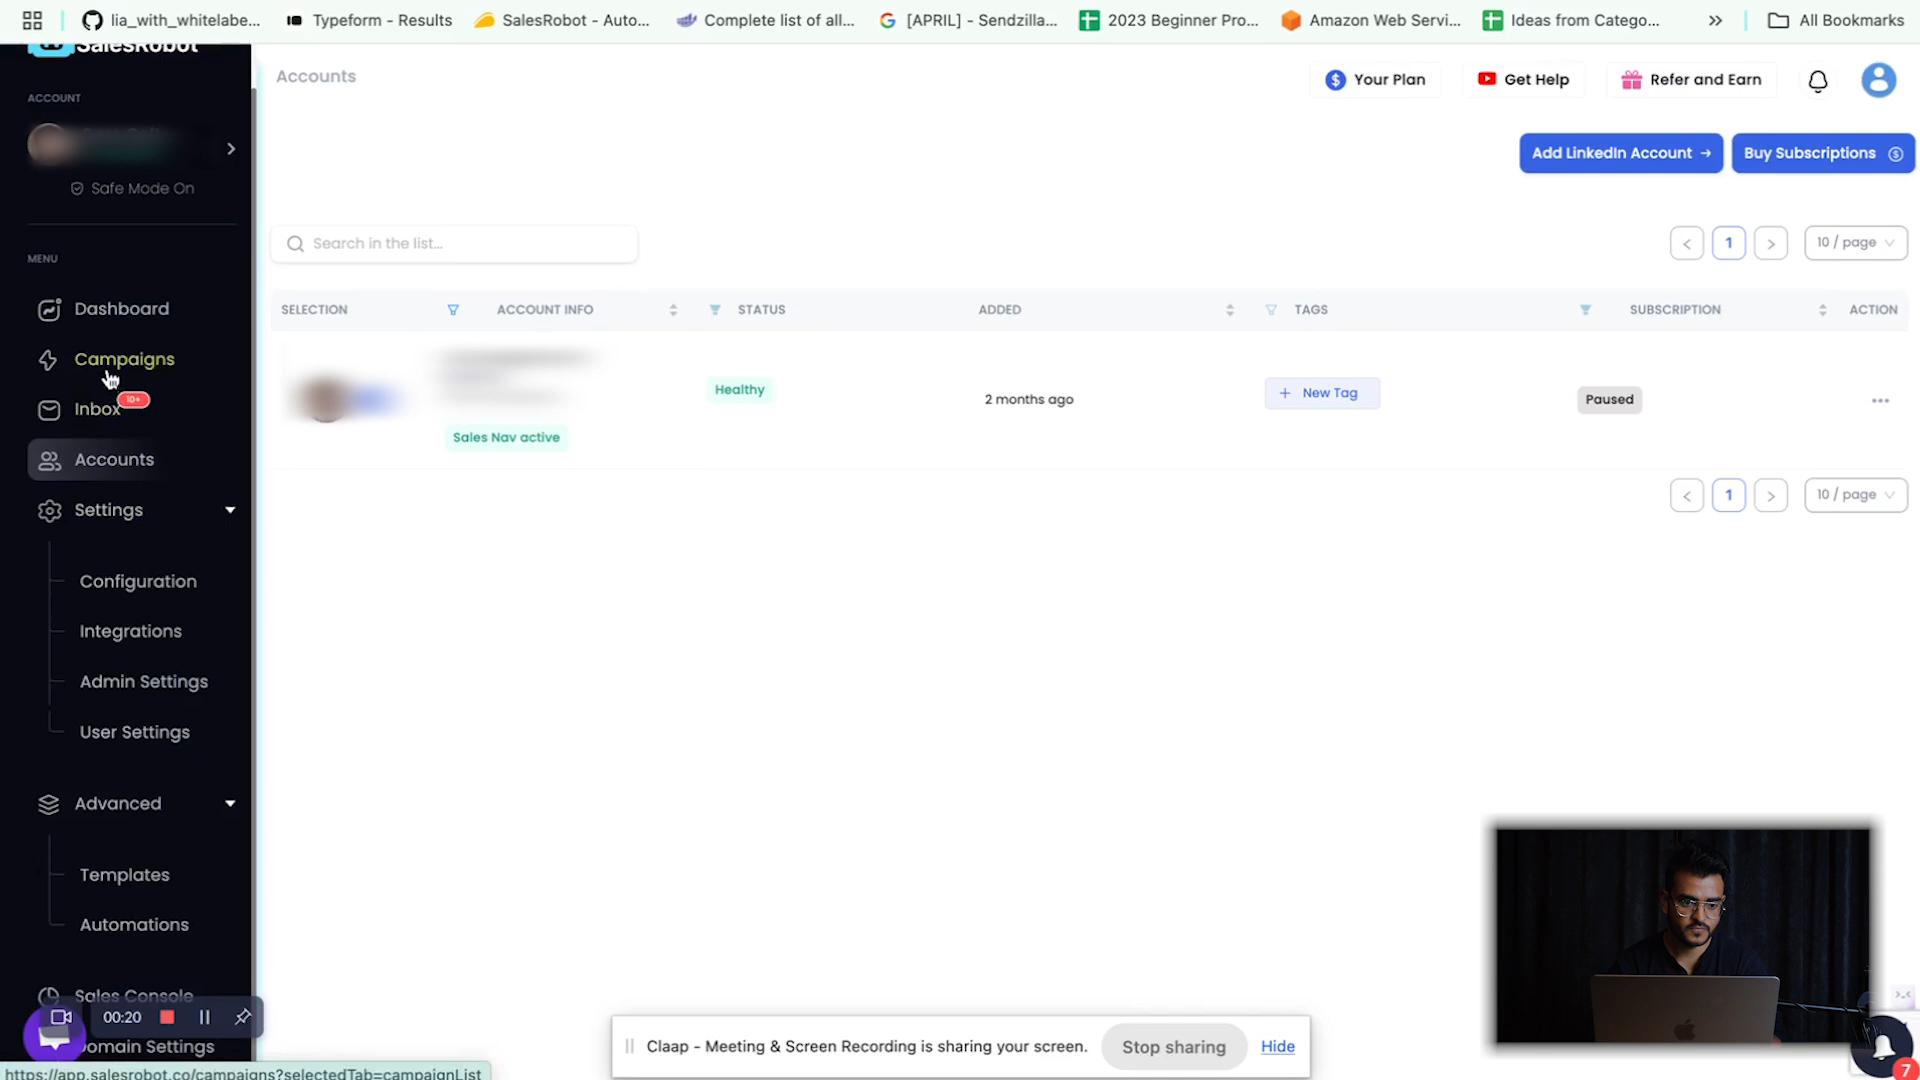 lia_with_whitelabe...
Typeform - Results
SalesRobot - Auto...
Complete list of all...
[APRIL] - Sendzilla...
2023 Beginner Pro...
Amazon Web Servi...
Ideas from Catego...
All Bookmarks
SalesRobot
Accounts
Your Plan
Get Help
Refer and Earn
ACCOUNT
Safe Mode On
Add LinkedIn Account →
Buy Subscriptions
MENU
Search in the list...
1
10 / page
Dashboard
Campaigns
Inbox 10+
Accounts
Settings
Configuration
Integrations
Admin Settings
User Settings
Advanced
Templates
Automations
Sales Console
Domain Settings
SELECTION ACCOUNT INFO STATUS ADDED TAGS SUBSCRIPTION ACTION
Healthy
2 months ago
+ New Tag
Paused
Sales Nav active
1
10 / page
00:20
Claap - Meeting & Screen Recording is sharing your screen.
Stop sharing
Hide
7
https://app.salesrobot.co/campaigns?selectedTab=campaignList